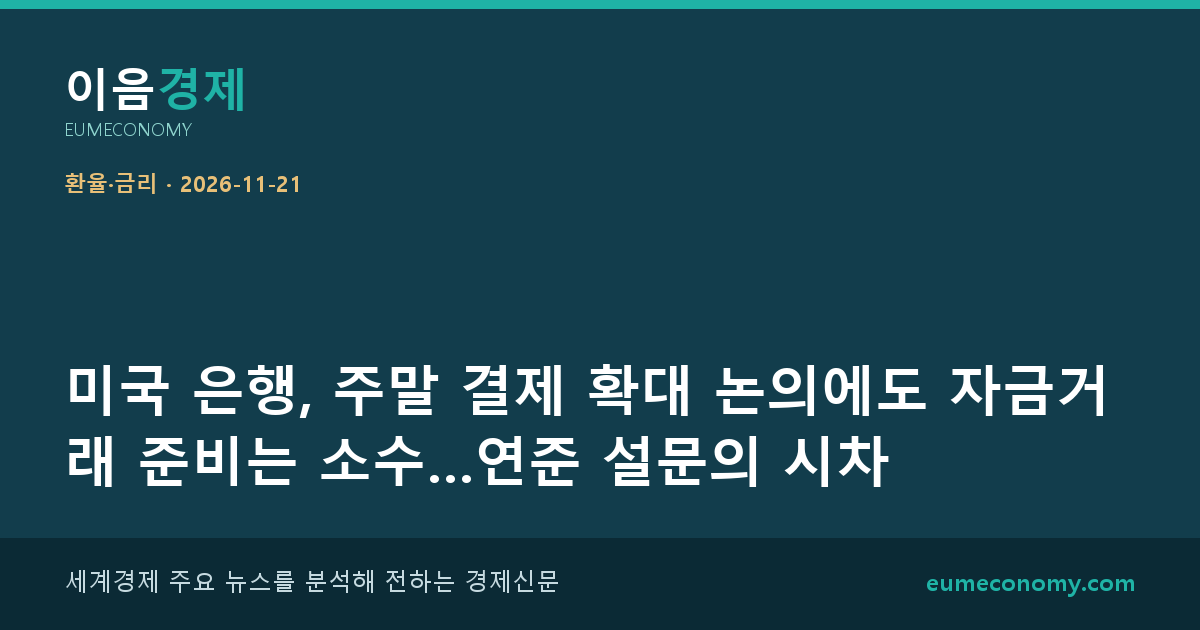 이음경제
EUMECONOMY
환율·금리 · 2026-11-21
미국 은행, 주말 결제 확대 논의에도 자금거
래 준비는 소수…연준 설문의 시차
세계경제 주요 뉴스를 분석해 전하는 경제신문
eumeconomy.com